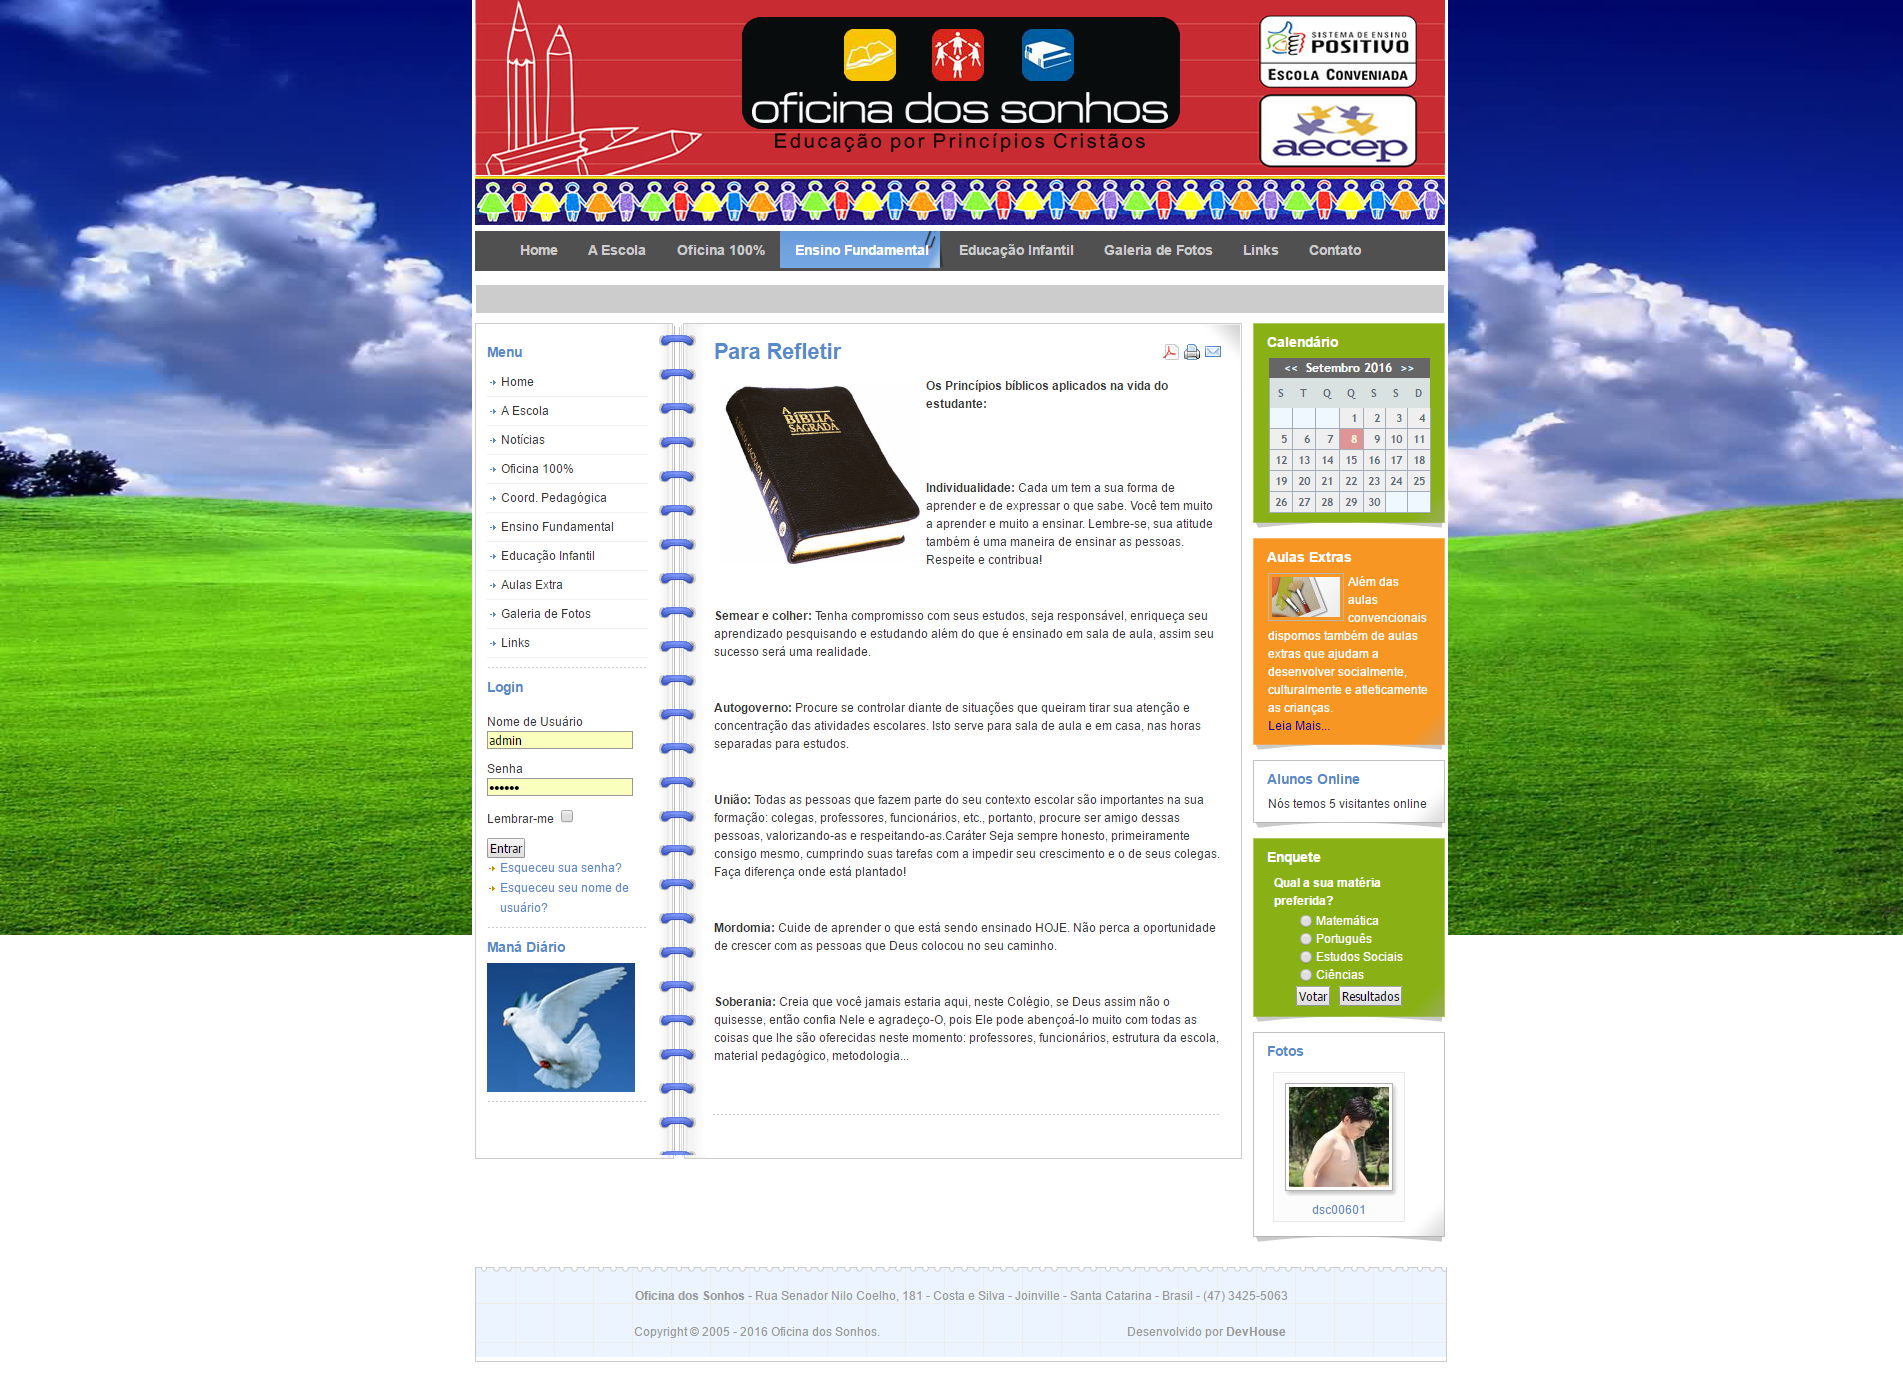 oficina dos sonhos
Educação por Princípios Cristãos
SISTEMA DE ENSINO
POSITIVO
ESCOLA CONVENIADA
aecep
Home A Escola Oficina 100% Ensino Fundamental Educação Infantil Galeria de Fotos Links Contato
Menu
Home
A Escola
Notícias
Oficina 100%
Coord. Pedagógica
Ensino Fundamental
Educação Infantil
Aulas Extra
Galeria de Fotos
Links
Login
Nome de Usuário
admin
Senha
••••••
Lembrar-me
Entrar
Esqueceu sua senha?
Esqueceu seu nome de
usuário?
Maná Diário
Para Refletir
A
BÍBLIA
SAGRADA
Os Princípios bíblicos aplicados na vida do
estudante:
Individualidade: Cada um tem a sua forma de
aprender e de expressar o que sabe. Você tem muito
a aprender e muito a ensinar. Lembre-se, sua atitude
também é uma maneira de ensinar as pessoas.
Respeite e contribua!
Semear e colher: Tenha compromisso com seus estudos, seja responsável, enriqueça seu
aprendizado pesquisando e estudando além do que é ensinado em sala de aula, assim seu
sucesso será uma realidade.
Autogoverno: Procure se controlar diante de situações que queiram tirar sua atenção e
concentração das atividades escolares. Isto serve para sala de aula e em casa, nas horas
separadas para estudos.
União: Todas as pessoas que fazem parte do seu contexto escolar são importantes na sua
formação: colegas, professores, funcionários, etc., portanto, procure ser amigo dessas
pessoas, valorizando-as e respeitando-as.Caráter Seja sempre honesto, primeiramente
consigo mesmo, cumprindo suas tarefas com a impedir seu crescimento e o de seus colegas.
Faça diferença onde está plantado!
Mordomia: Cuide de aprender o que está sendo ensinado HOJE. Não perca a oportunidade
de crescer com as pessoas que Deus colocou no seu caminho.
Soberania: Creia que você jamais estaria aqui, neste Colégio, se Deus assim não o
quisesse, então confia Nele e agradeço-O, pois Ele pode abençoá-lo muito com todas as
coisas que lhe são oferecidas neste momento: professores, funcionários, estrutura da escola,
material pedagógico, metodologia...
Calendário
<< Setembro 2016 >>
S T Q Q S S D
1 2 3 4
5 6 7 8 9 10 11
12 13 14 15 16 17 18
19 20 21 22 23 24 25
26 27 28 29 30
Aulas Extras
Além das
aulas
convencionais
dispomos também de aulas
extras que ajudam a
desenvolver socialmente,
culturalmente e atleticamente
as crianças.
Leia Mais...
Alunos Online
Nós temos 5 visitantes online
Enquete
Qual a sua matéria
preferida?
Matemática
Português
Estudos Sociais
Ciências
Votar Resultados
Fotos
dsc00601
Oficina dos Sonhos - Rua Senador Nilo Coelho, 181 - Costa e Silva - Joinville - Santa Catarina - Brasil - (47) 3425-5063
Copyright © 2005 - 2016 Oficina dos Sonhos. Desenvolvido por DevHouse